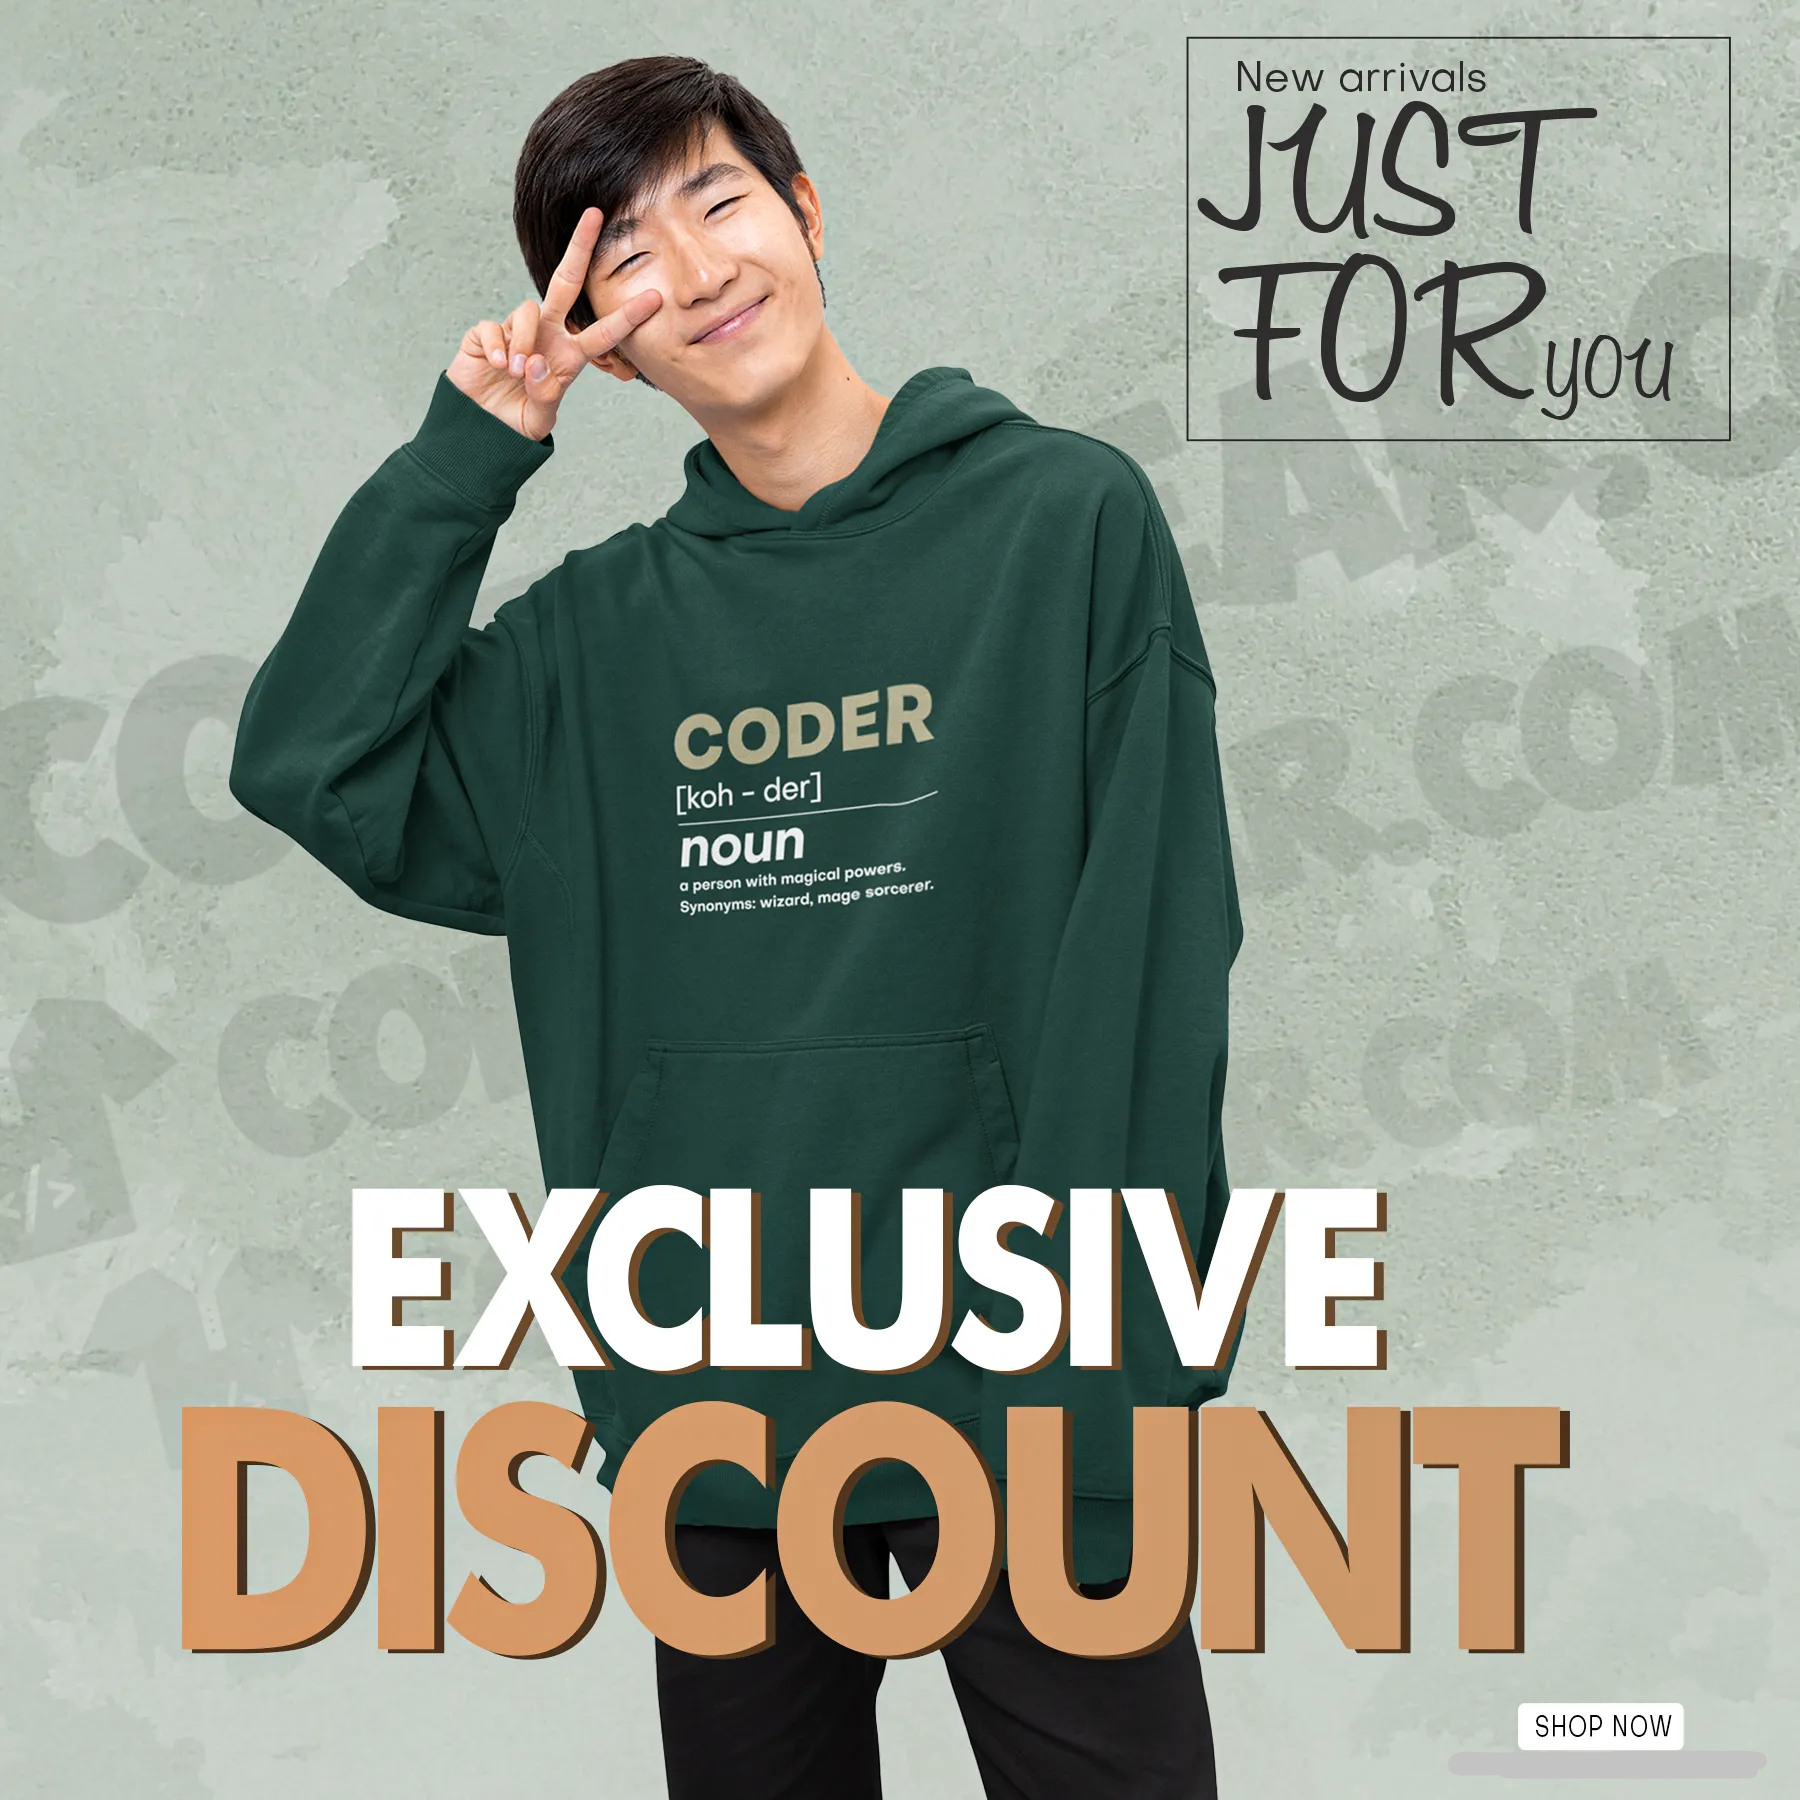 New arrivals
JUST
FOR you
CODER
[koh - der]
noun
a person with magical powers.
Synonyms: wizard, mage sorcerer.
EXCLUSIVE
DISCOUNT
SHOP NOW